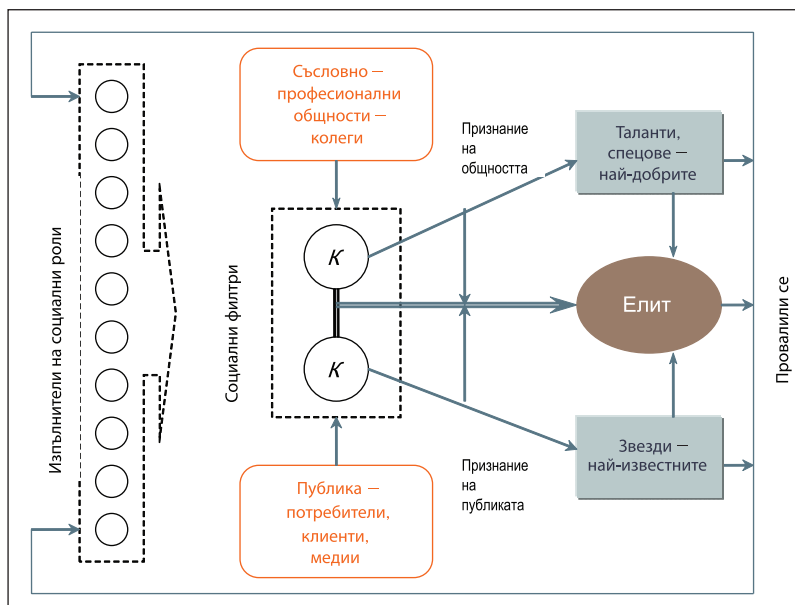 Изпълнители на социални роли
Социални филтри
Съсловно –
професионални
общности –
колеги
К
К
Публика –
потребители,
клиенти,
медии
Признание
на
общността
Признание
на
публиката
Таланти,
спецове –
най-добрите
Елит
Звезди –
най-известните
Провалили се